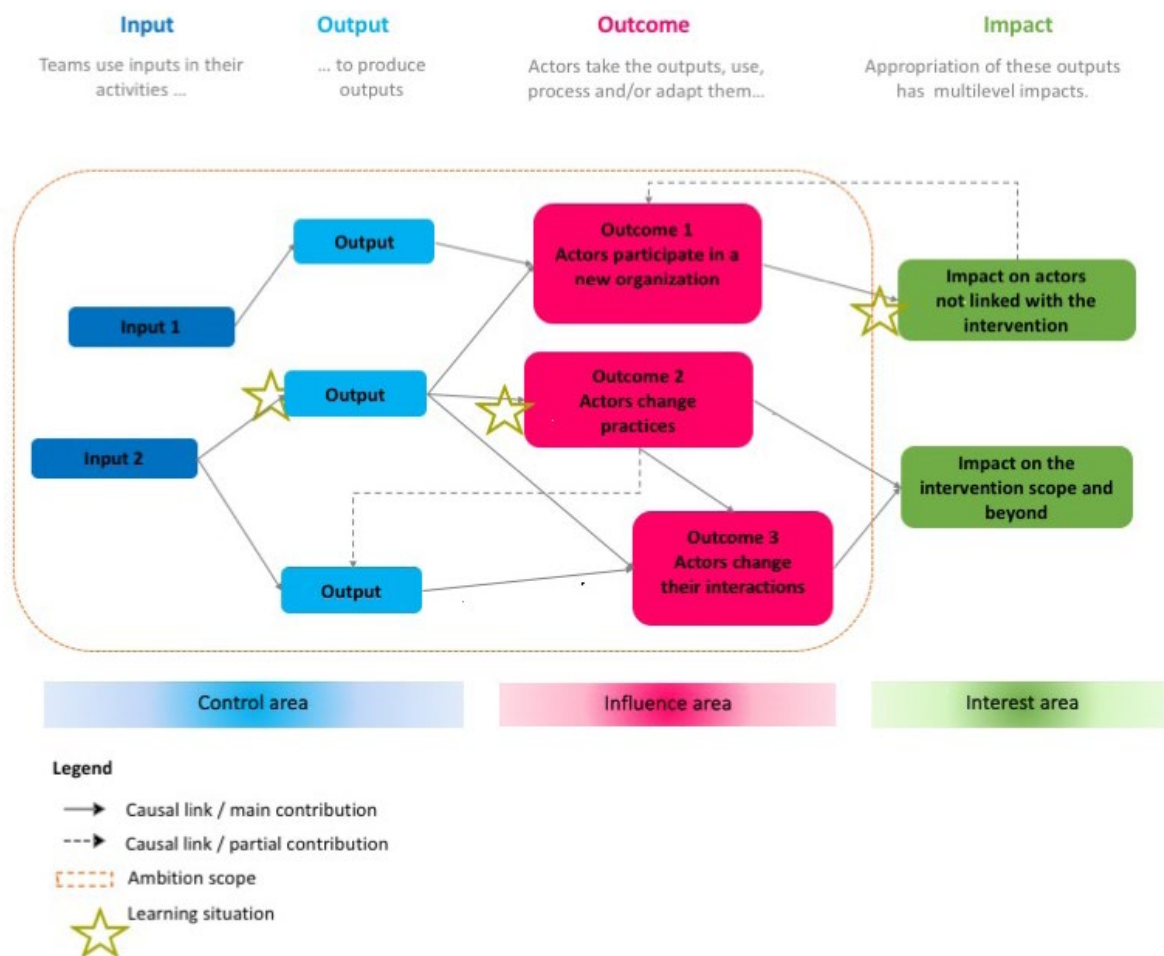 Input
Output
Outcome
Impact
Teams use inputs in their
activities ...
... to produce
outputs
Actors take the outputs, use,
process and/or adapt them...
Appropriation of these outputs
has multilevel impacts.
Output
Outcome 1
Actors participate in a
new organization
Impact on actors
not linked with the
intervention
Input 1
Output
Outcome 2
Actors change
practices
Input 2
Impact on the
intervention scope and
beyond
Outcome 3
Actors change
their interactions
Output
Control area
Influence area
Interest area
Legend
Causal link / main contribution
Causal link / partial contribution
Ambition scope
Learning situation